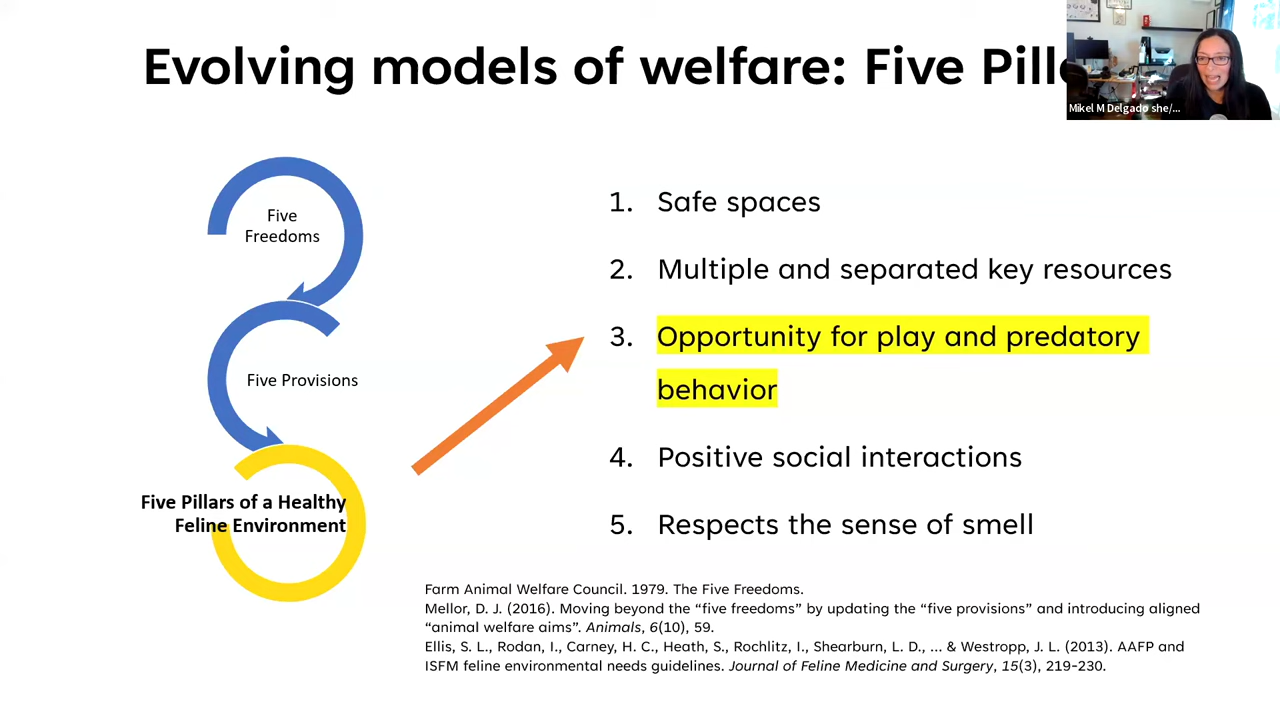 Evolving models of welfare: Five
Mikel M Delgado she/...
Five
Freedoms
Five Provisions
Five Pillars of a Healthy
Feline Environment
1. Safe spaces
2. Multiple and separated key resources
3. Opportunity for play and predatory
behavior
4. Positive social interactions
5. Respects the sense of smell
Farm Animal Welfare Council. 1979. The Five Freedoms.
Mellor, D. J. (2016). Moving beyond the “five freedoms” by updating the “five provisions” and introducing aligned
“animal welfare aims”. Animals, 6(10), 59.
Ellis, S. L., Rodan, I., Carney, H. C., Heath, S., Rochlitz, I., Shearburn, L. D., ... & Westropp, J. L. (2013). AAFP and
ISFM feline environmental needs guidelines. Journal of Feline Medicine and Surgery, 15(3), 219-230.